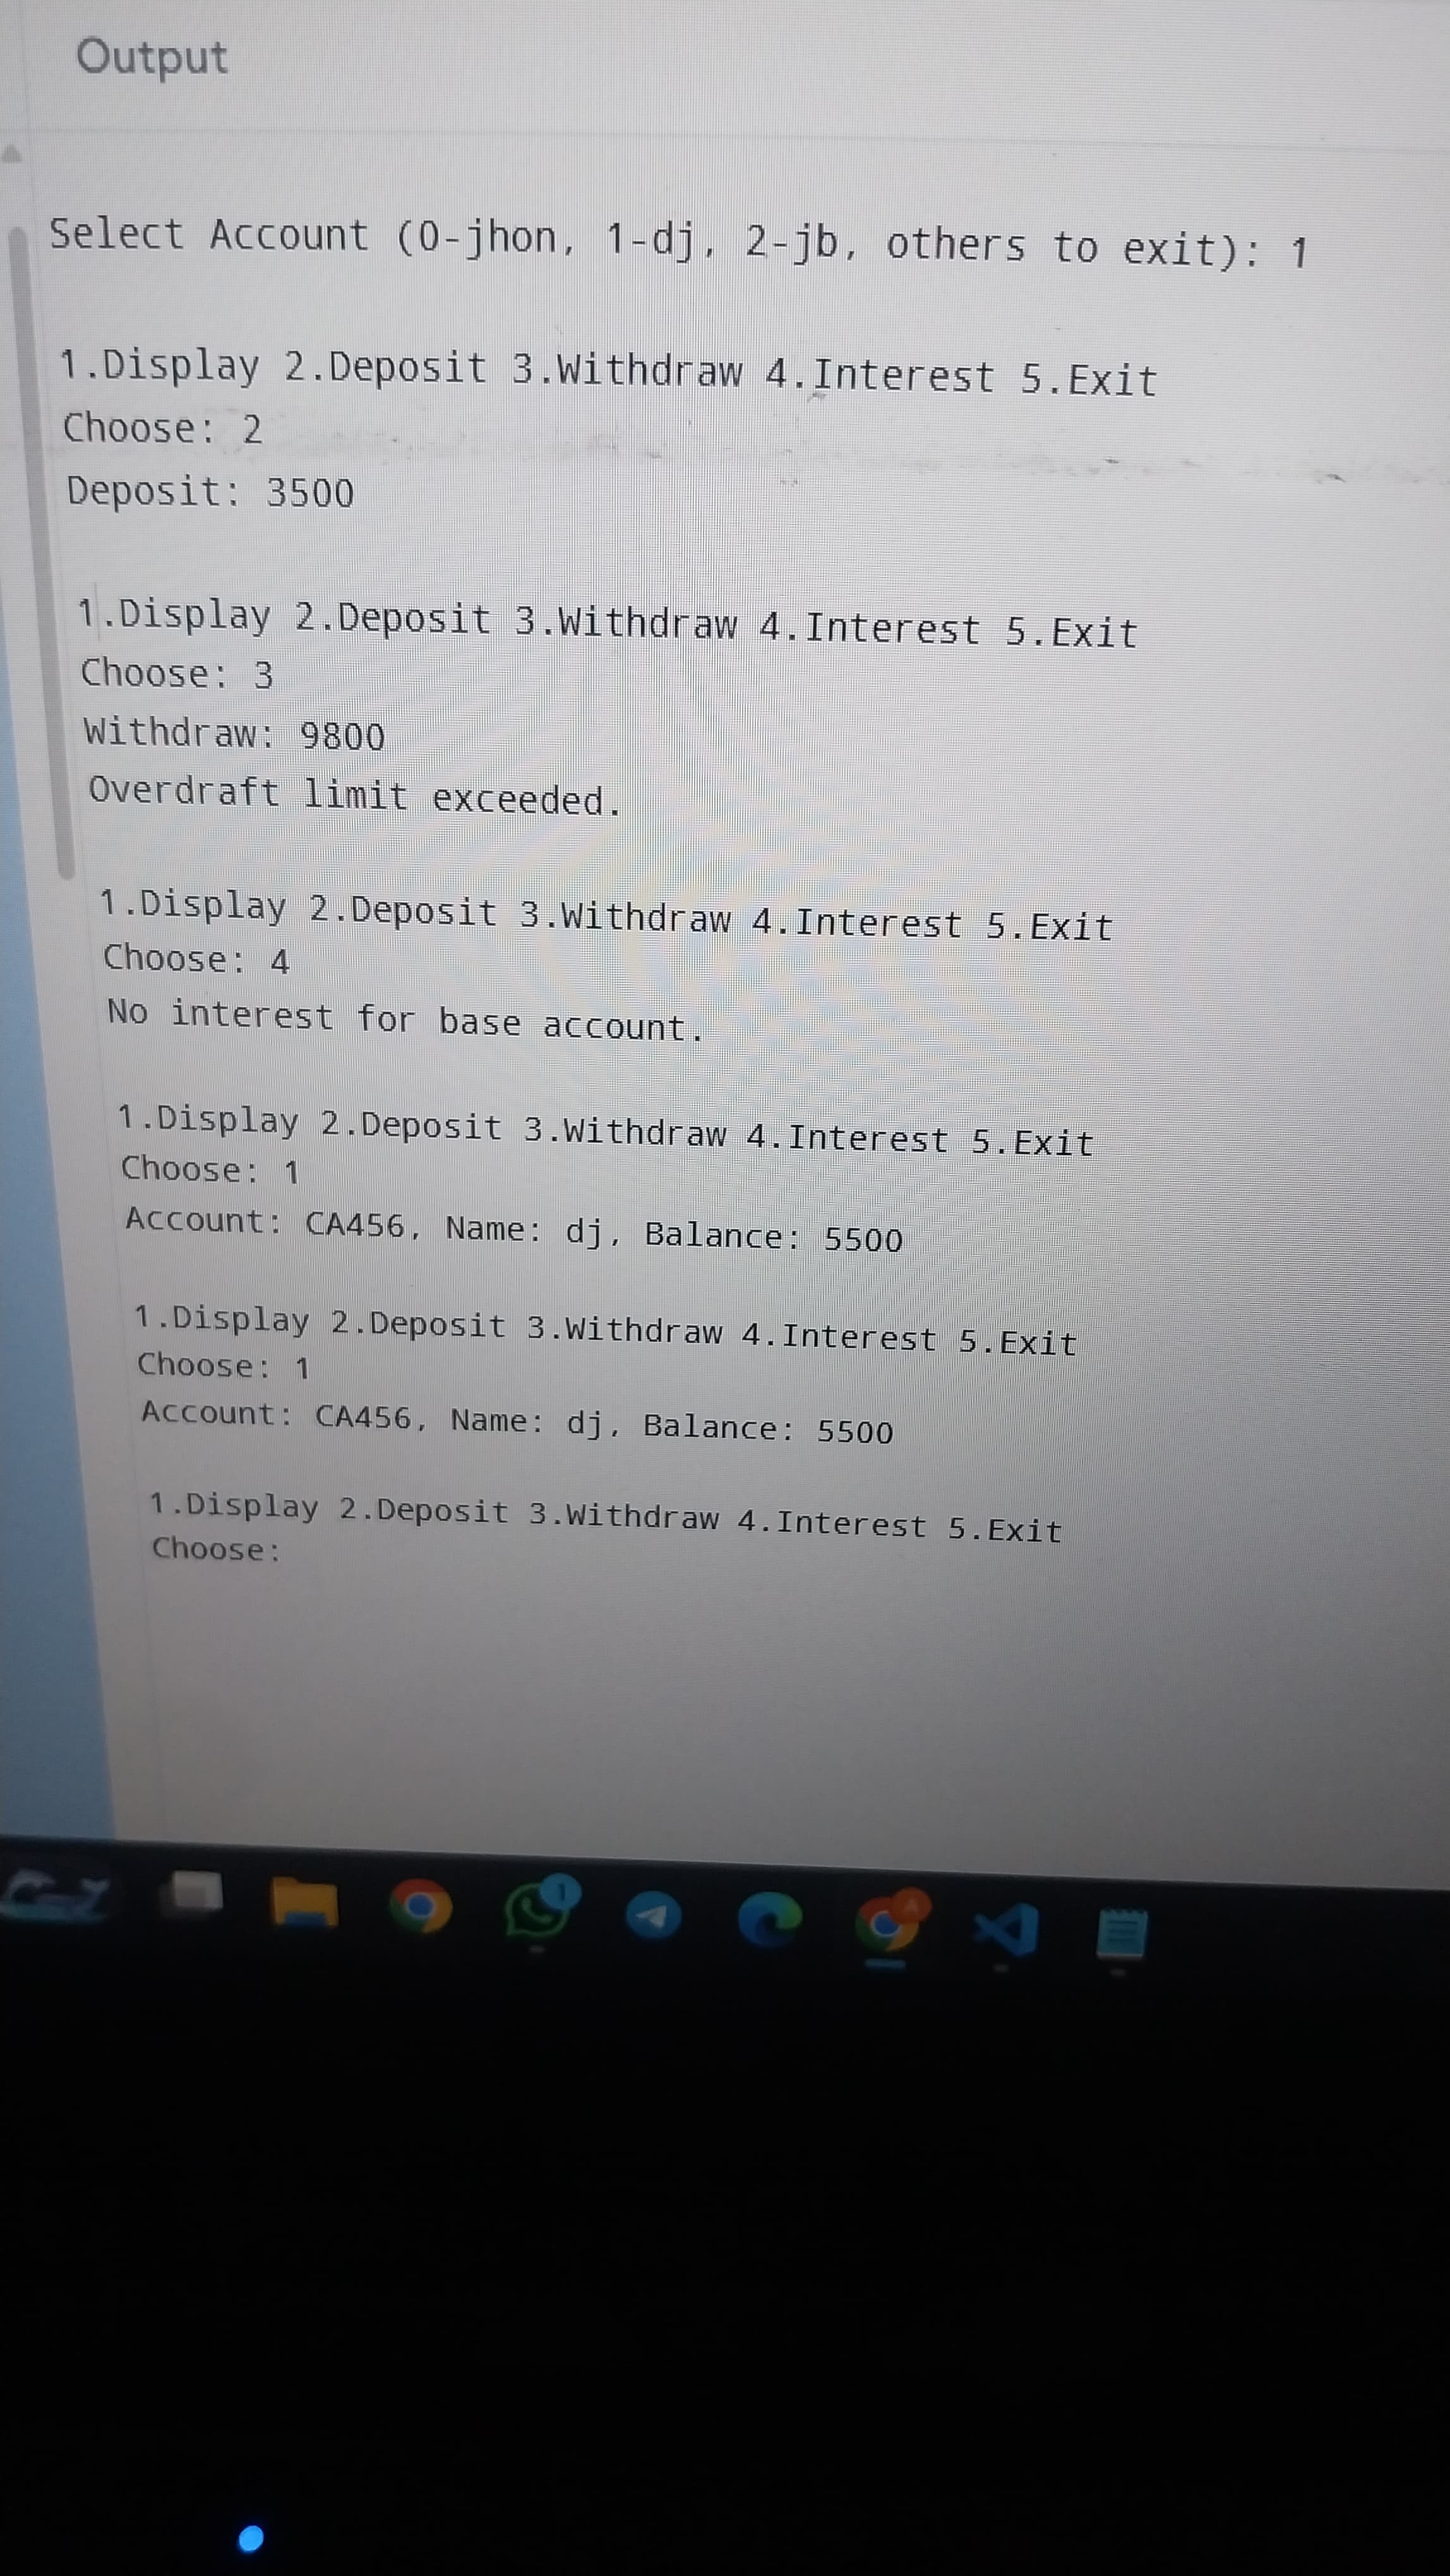 Output
Select Account (0-jhon, 1-dj, 2-jb, others to exit): 1
1.Display 2.Deposit 3.Withdraw 4.Interest 5.Exit
Choose: 2
Deposit: 3500
1.Display 2.Deposit 3.Withdraw 4.Interest 5.Exit
Choose: 3
Withdraw: 9800
Overdraft limit exceeded.
1.Display 2.Deposit 3.Withdraw 4.Interest 5.Exit
Choose: 4
No interest for base account.
1.Display 2.Deposit 3.Withdraw 4.Interest 5.Exit
Choose: 1
Account: CA456, Name: dj, Balance: 5500
1.Display 2.Deposit 3.Withdraw 4.Interest 5.Exit
Choose: 1
Account: CA456, Name: dj, Balance: 5500
1.Display 2.Deposit 3.Withdraw 4.Interest 5.Exit
Choose:
1